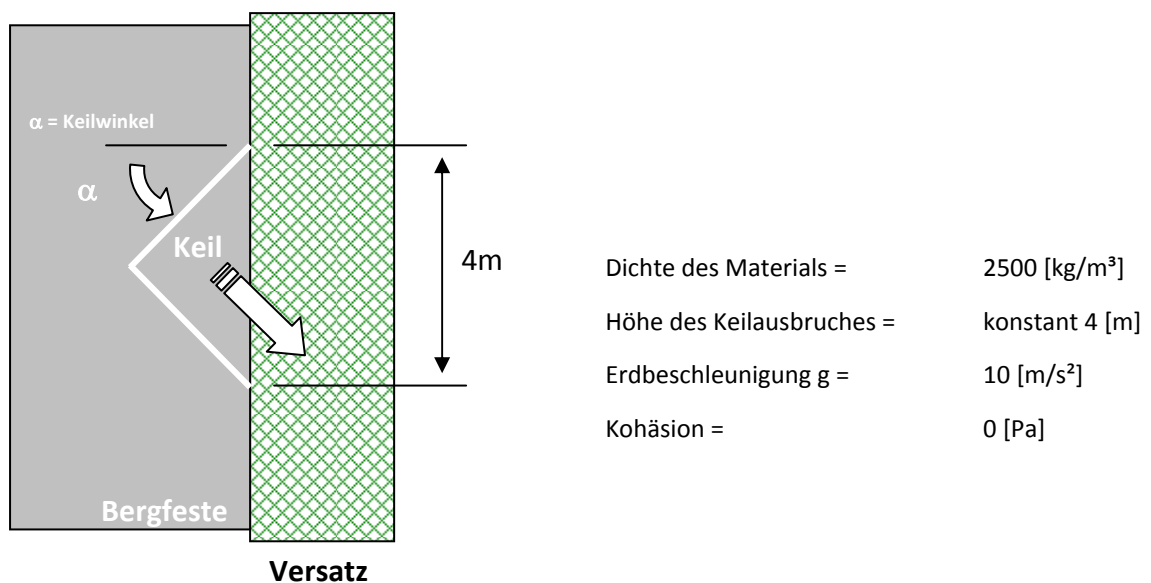 α = Keilwinkel
α
Keil
4m
Bergfeste
Versatz
Dichte des Materials = 2500 [kg/m³]
Höhe des Keilausbruches = konstant 4 [m]
Erdbeschleunigung g = 10 [m/s²]
Kohäsion = 0 [Pa]